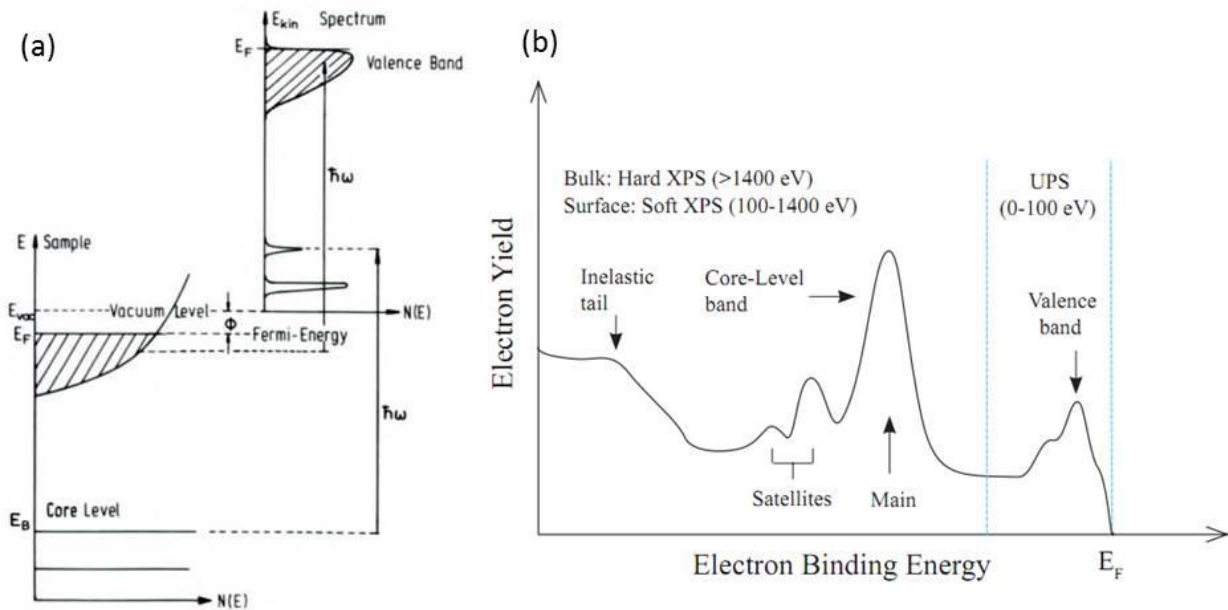 (a)
E_kin Spectrum
E_F
Valence Band
ħω
N(E)
E Sample
E_vac Vacuum Level
Φ
E_F Fermi-Energy
ħω
E_B Core Level
N(E)
(b)
Electron Yield
Bulk: Hard XPS (>1400 eV)
Surface: Soft XPS (100-1400 eV)
UPS
(0-100 eV)
Inelastic
tail
Core-Level
band
Valence
band
Satellites
Main
Electron Binding Energy
E_F